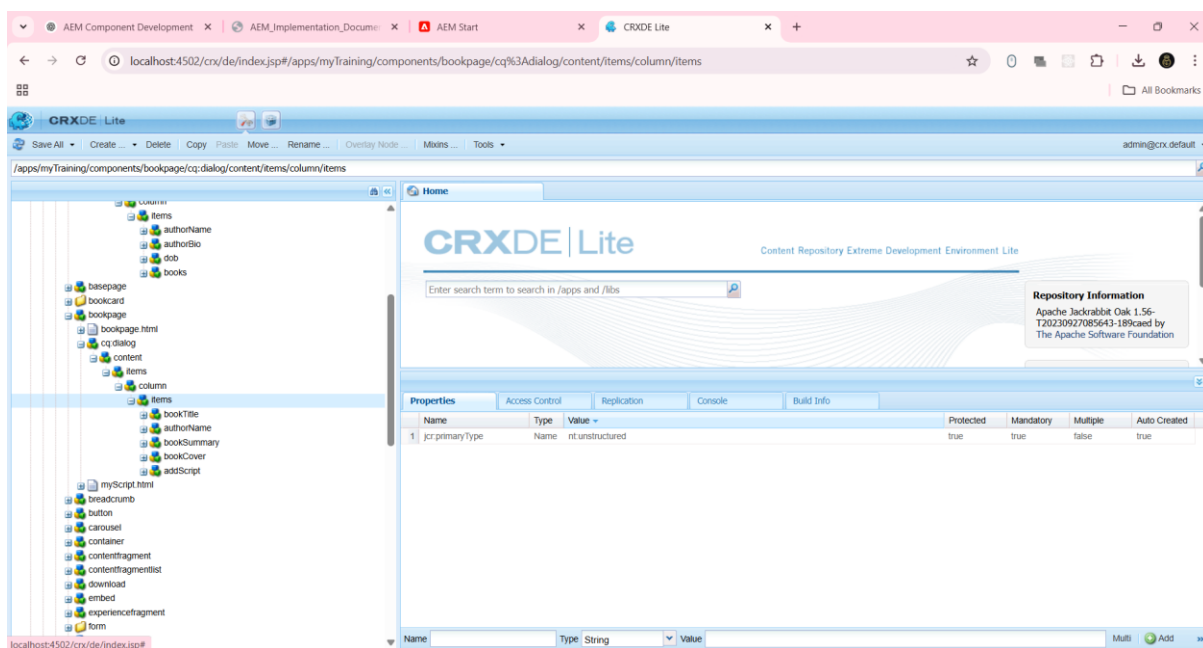 AEM Component Development
AEM_Implementation_Docume
AEM Start
CRXDE Lite
localhost:4502/crx/de/index.jsp#/apps/myTraining/components/bookpage/cq%3Adialog/content/items/column/items
All Bookmarks
CRXDE Lite
Save All Create ... Delete Copy Paste Move ... Rename ... Overlay Node ... Mixins ... Tools
admin@crx.default
/apps/myTraining/components/bookpage/cq:dialog/content/items/column/items
column
items
authorName
authorBio
dob
books
basepage
bookcard
bookpage
bookpage.html
cq:dialog
content
items
column
items
bookTitle
authorName
bookSummary
bookCover
addScript
myScript.html
breadcrumb
button
carousel
container
contentfragment
contentfragmentlist
download
embed
experiencefragment
form
localhost:4502/crx/de/index.jsp#
Home
CRXDE Lite
Content Repository Extreme Development Environment Lite
Enter search term to search in /apps and /libs
Repository Information
Apache Jackrabbit Oak 1.56-
T20230927085643-189caed by
The Apache Software Foundation
Properties Access Control Replication Console Build Info
Name Type Value Protected Mandatory Multiple Auto Created
1 jcr:primaryType Name nt:unstructured true true false true
Name Type String Value Multi Add